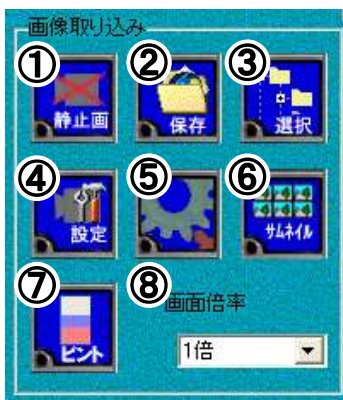 画像取り込み
① ② ③
静止画 保存 選択
④ ⑤ ⑥
設定 サムネイル
⑦ ⑧
画面倍率
ピント 1倍